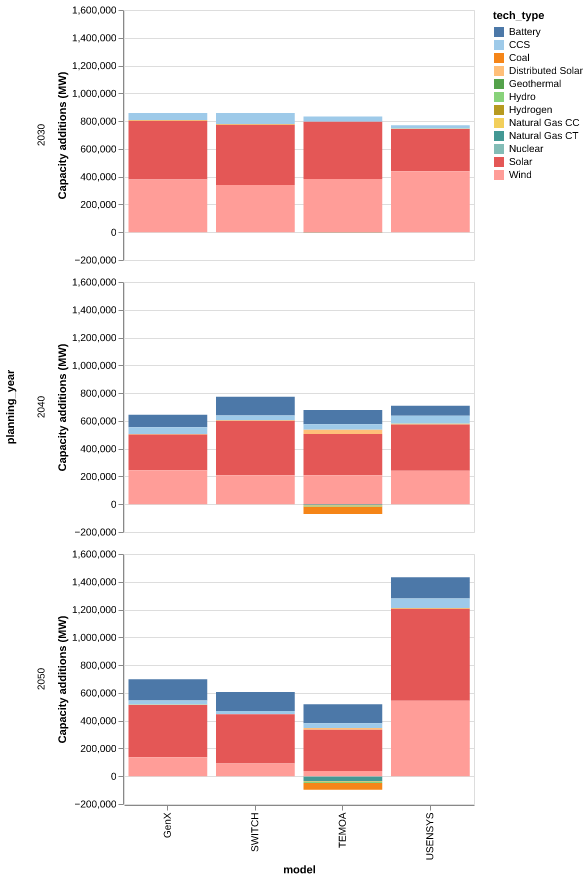 tech_type
Battery
CCS
Coal
Distributed Solar
Geothermal
Hydro
Hydrogen
Natural Gas CC
Natural Gas CT
Nuclear
Solar
Wind
planning_year
2030
Capacity additions (MW)
1,600,000
1,400,000
1,200,000
1,000,000
800,000
600,000
400,000
200,000
0
−200,000
2040
Capacity additions (MW)
1,600,000
1,400,000
1,200,000
1,000,000
800,000
600,000
400,000
200,000
0
−200,000
2050
Capacity additions (MW)
1,600,000
1,400,000
1,200,000
1,000,000
800,000
600,000
400,000
200,000
0
−200,000
GenX
SWITCH
TEMOA
USENSYS
model